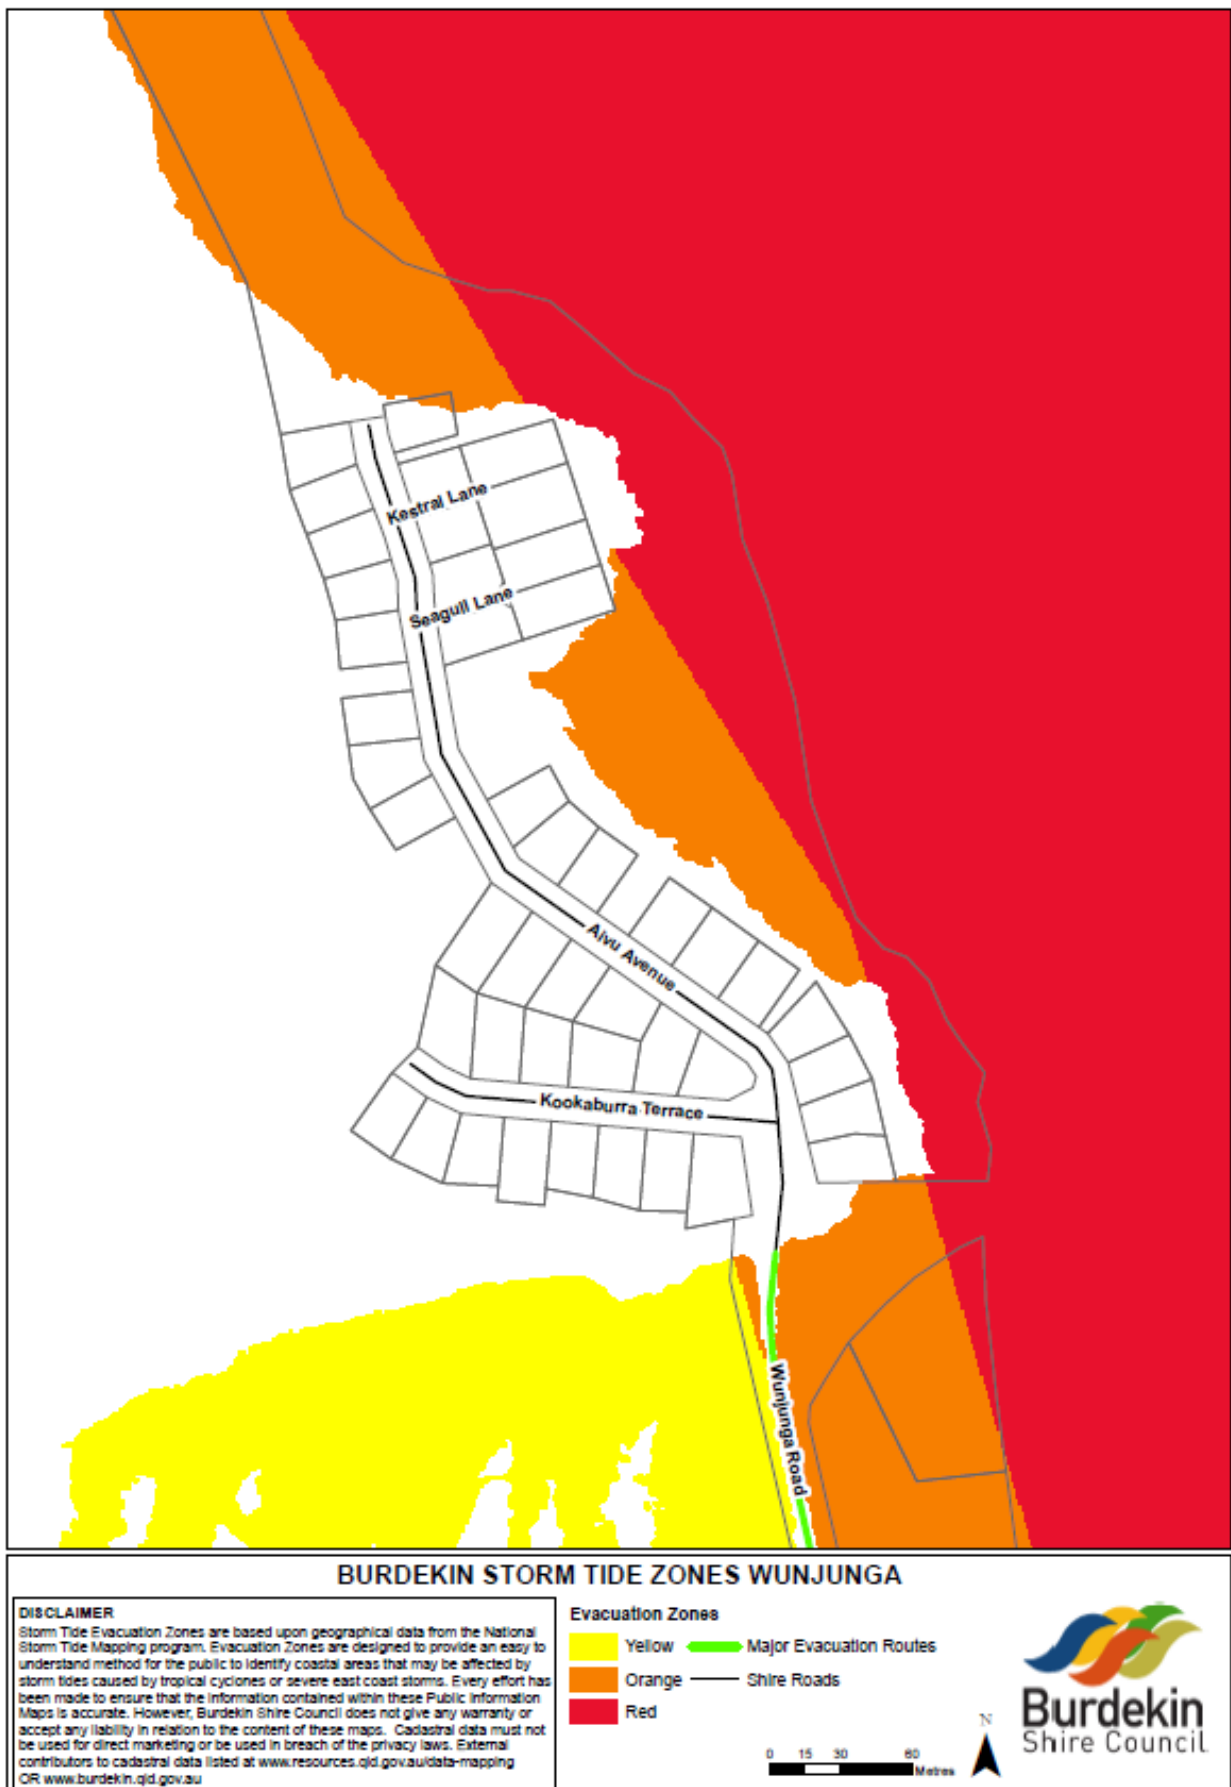 Kestral Lane
Seagull Lane
Aivu Avenue
Kookaburra Terrace
Wunjunga Road
BURDEKIN STORM TIDE ZONES WUNJUNGA
DISCLAIMER
Storm Tide Evacuation Zones are based upon geographical data from the National
Storm Tide Mapping program. Evacuation Zones are designed to provide an easy to
understand method for the public to identify coastal areas that may be affected by
storm tides caused by tropical cyclones or severe east coast storms. Every effort has
been made to ensure that the information contained within these Public Information
Maps is accurate. However, Burdekin Shire Council does not give any warranty or
accept any liability in relation to the content of these maps. Cadastral data must not
be used for direct marketing or be used in breach of the privacy laws. External
contributors to cadastral data listed at www.resources.qld.gov.au/data-mapping
OR www.burdekin.qld.gov.au
Evacuation Zones
Yellow
Major Evacuation Routes
Orange
Shire Roads
Red
0 15 30 60
Metres
N
Burdekin
Shire Council